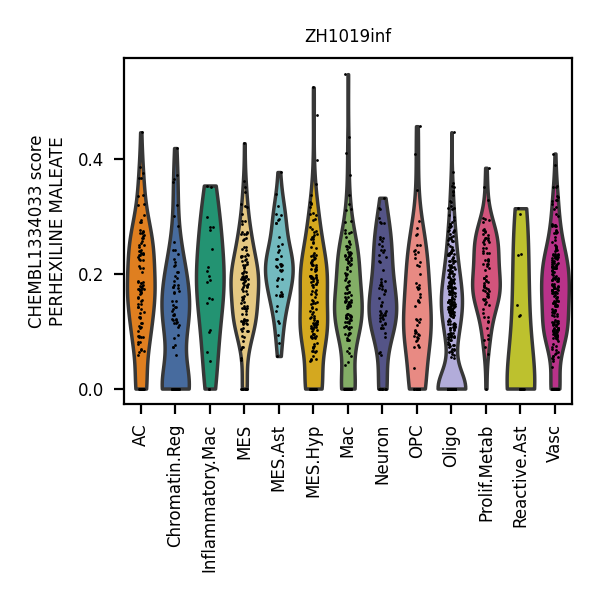 ZH1019inf
CHEMBL1334033 score
PERHEXILINE MALEATE
0.4
0.2
0.0
AC
Chromatin.Reg
Inflammatory.Mac
MES
MES.Ast
MES.Hyp
Mac
Neuron
OPC
Oligo
Prolif.Metab
Reactive.Ast
Vasc